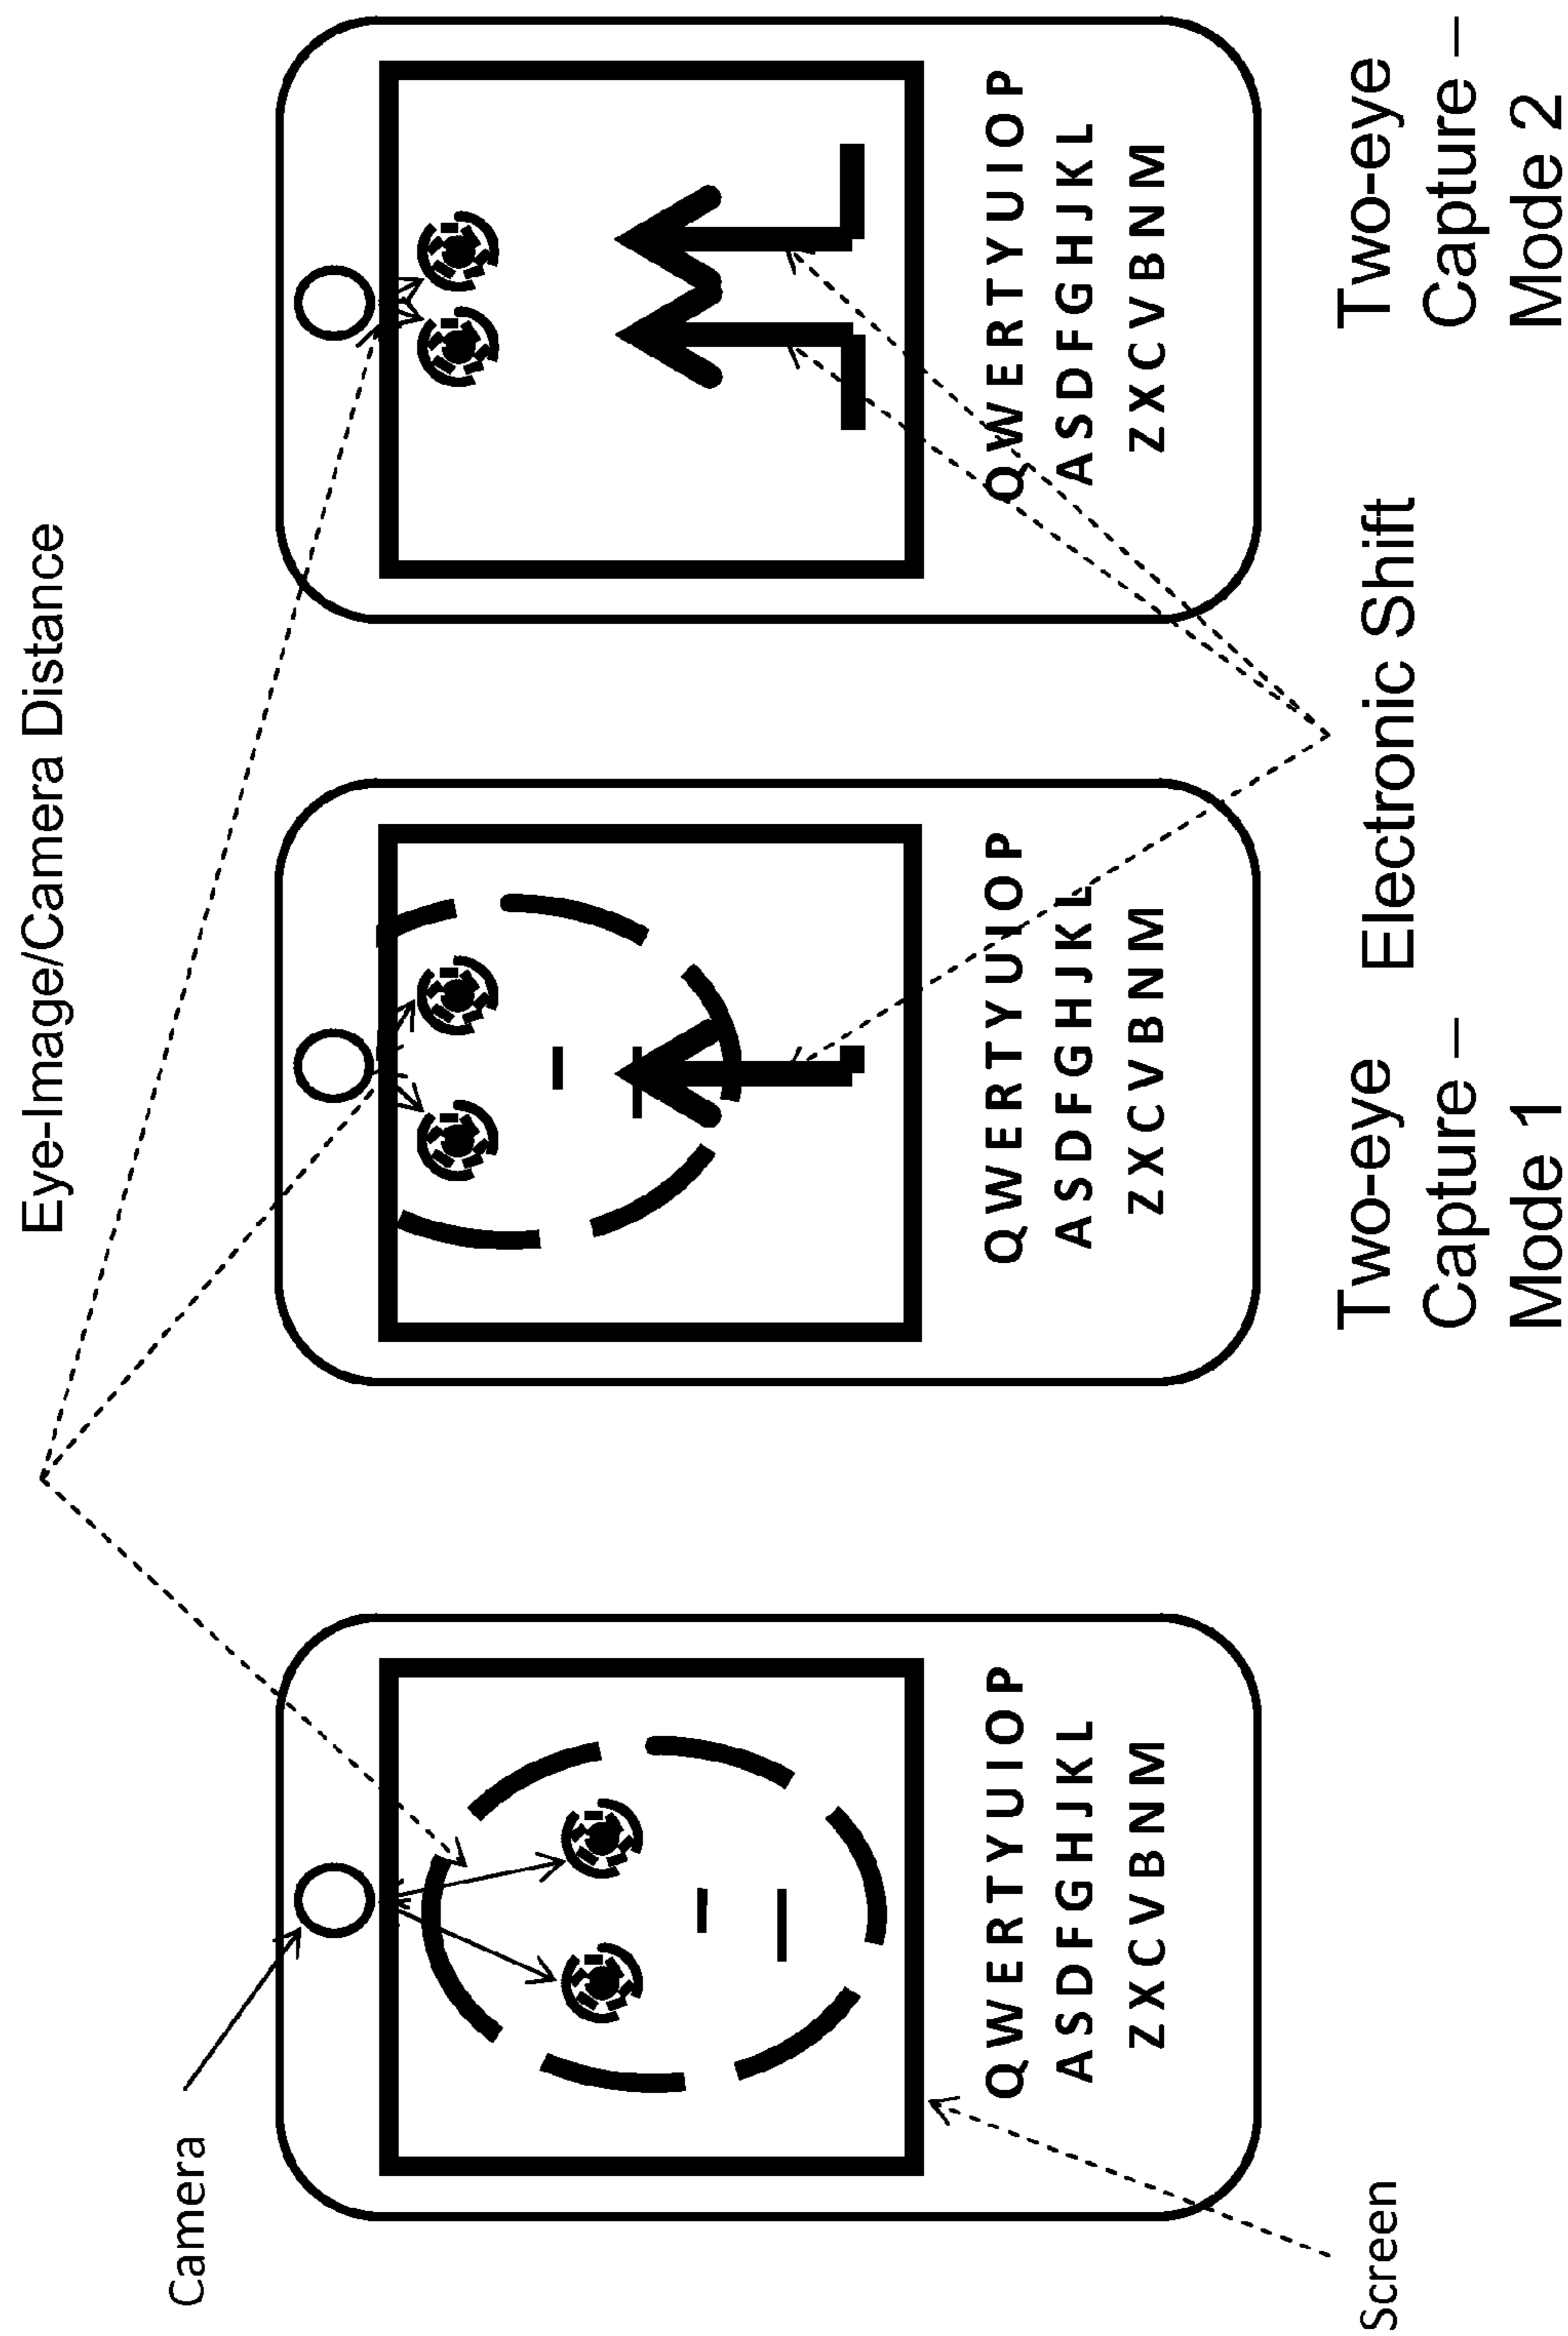 Eye-Image/Camera Distance
Camera
QWERTYUIOP
ASDFGHJKL
ZXCVBNM
QWERTYUIOP
ASDFGHJKL
ZXCVBNM
QWERTYUIOP
ASDFGHJKL
ZXCVBNM
Screen
Two-eye
Capture –
Mode 1
Electronic Shift
Two-eye
Capture –
Mode 2